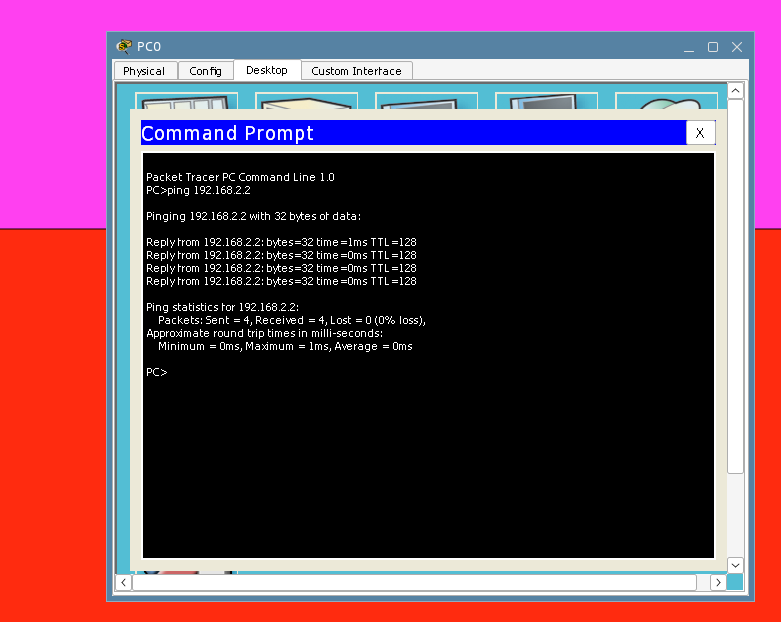 PC0
Physical Config Desktop Custom Interface
Command Prompt X
Packet Tracer PC Command Line 1.0
PC>ping 192.168.2.2
Pinging 192.168.2.2 with 32 bytes of data:
Reply from 192.168.2.2: bytes=32 time=1ms TTL=128
Reply from 192.168.2.2: bytes=32 time=0ms TTL=128
Reply from 192.168.2.2: bytes=32 time=0ms TTL=128
Reply from 192.168.2.2: bytes=32 time=0ms TTL=128
Ping statistics for 192.168.2.2:
Packets: Sent = 4, Received = 4, Lost = 0 (0% loss),
Approximate round trip times in milli-seconds:
Minimum = 0ms, Maximum = 1ms, Average = 0ms
PC>